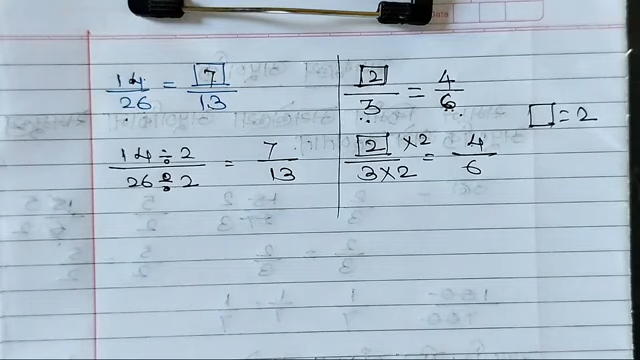 Date
14/26 = 7/13
14÷2/26÷2 = 7/13
2/3 = 4/6
□ = 2
2×2/3×2 = 4/6